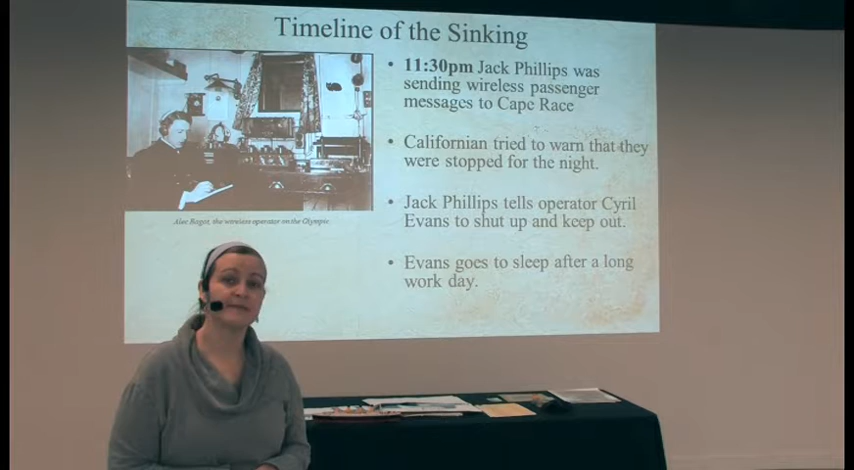 Timeline of the Sinking
• 11:30pm Jack Phillips was
sending wireless passenger
messages to Cape Race
• Californian tried to warn that they
were stopped for the night.
• Jack Phillips tells operator Cyril
Evans to shut up and keep out.
• Evans goes to sleep after a long
work day.
Alec Bagot, the wireless operator on the Olympic